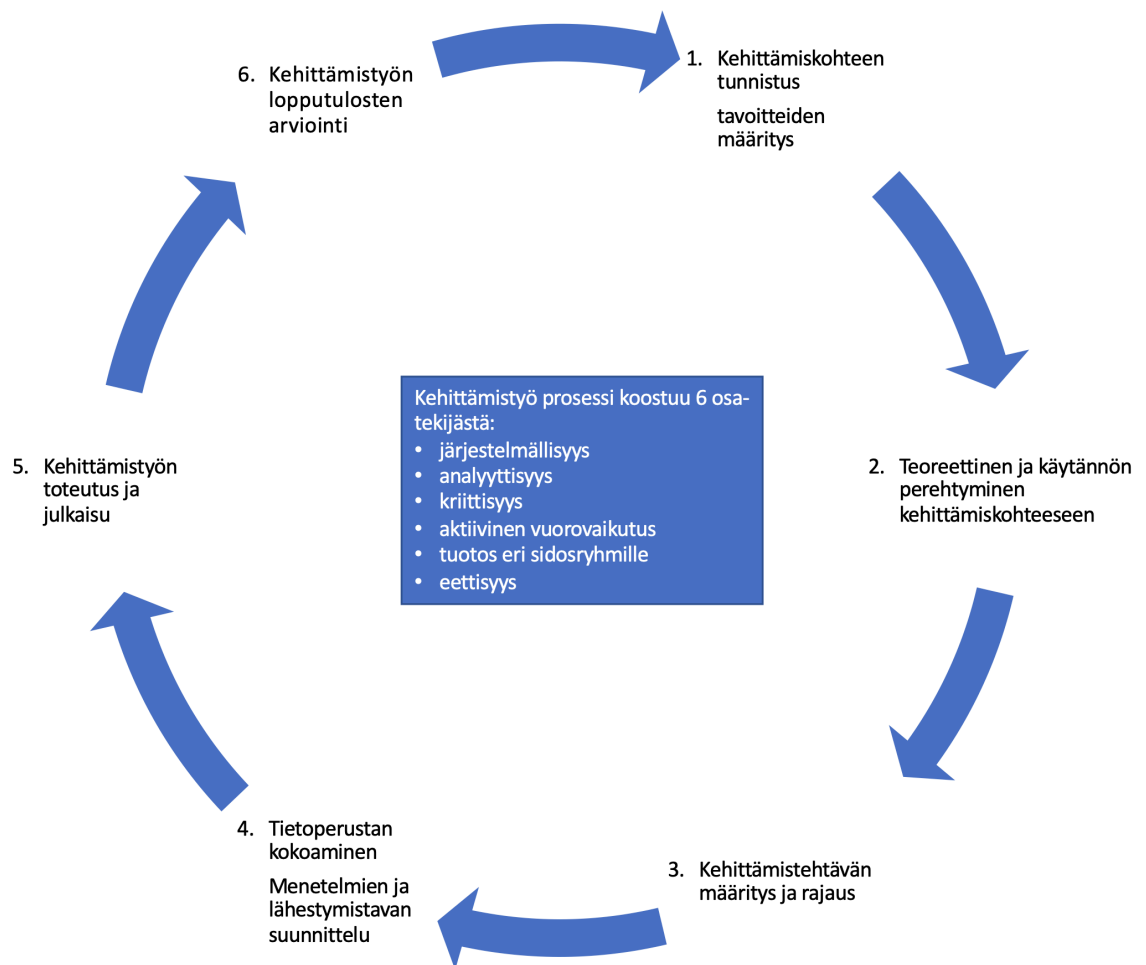 1. Kehittämiskohteen
tunnistus
tavoitteiden
määritys
2. Teoreettinen ja käytännön
perehtyminen
kehittämiskohteeseen
3. Kehittämistehtävän
määritys ja rajaus
4. Tietoperustan
kokoaminen
Menetelmien ja
lähestymistavan
suunnittelu
5. Kehittämistyön
toteutus ja
julkaisu
6. Kehittämistyön
lopputulosten
arviointi
Kehittämistyö prosessi koostuu 6 osa-
tekijästä:
• järjestelmällisyys
• analyyttisyys
• kriittisyys
• aktiivinen vuorovaikutus
• tuotos eri sidosryhmille
• eettisyys